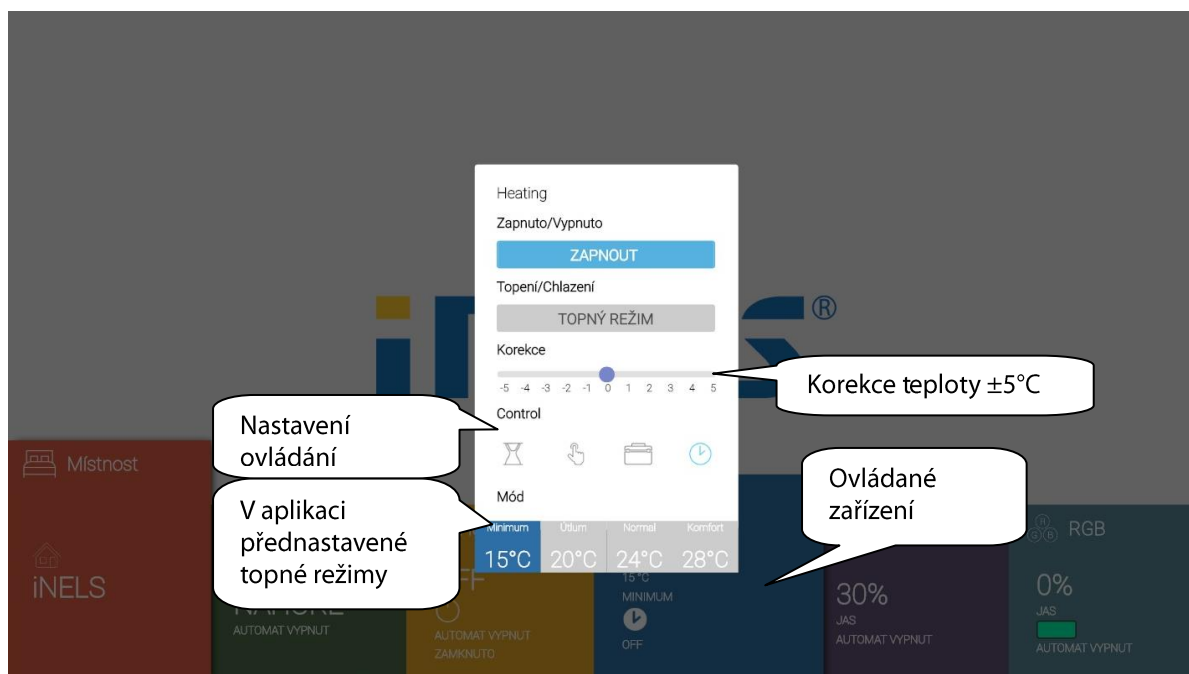 Heating
Zapnuto/Vypnuto
ZAPNOUT
Topení/Chlazení
TOPNÝ REŽIM
®
Korekce
-5 -4 -3 -2 -1 0 1 2 3 4 5
Korekce teploty ±5°C
Control
Nastavení
ovládání
Místnost
Mód
Ovládané
zařízení
V aplikaci
přednastavené
topné režimy
Minimum Útlum Normal Komfort
15°C 20°C 24°C 28°C
RGB
iNELS
AUTOMAT VYPNUT
AUTOMAT VYPNUT
ZAMKNUTO
15 °C
MINIMUM
OFF
30%
JAS
AUTOMAT VYPNUT
0%
JAS
AUTOMAT VYPNUT